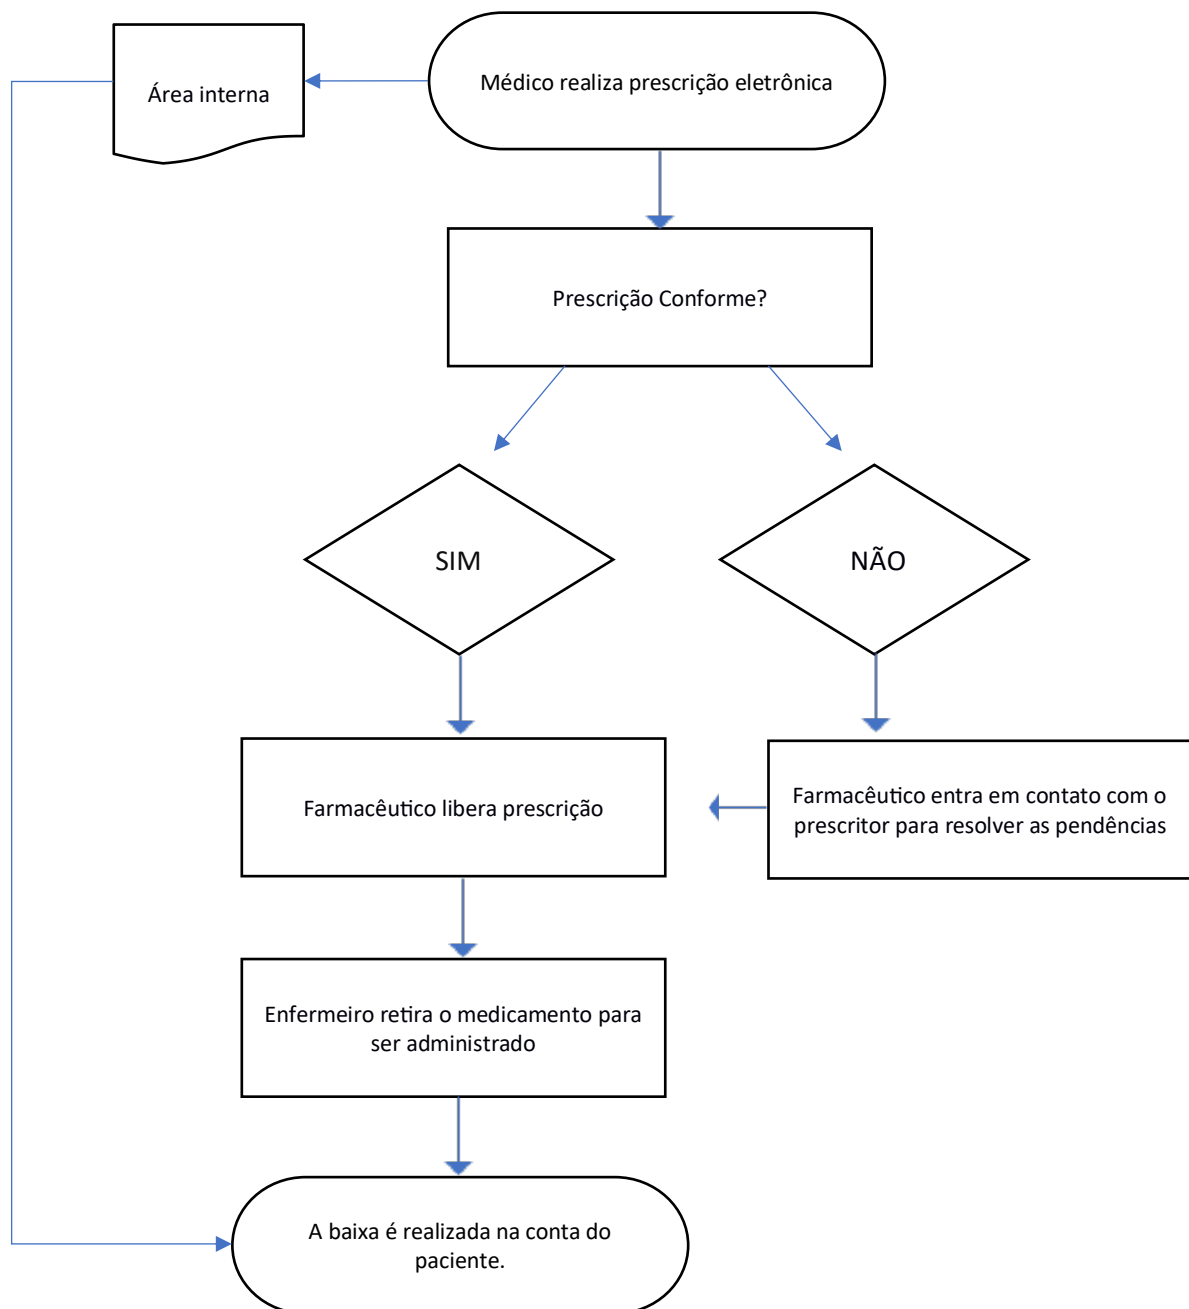 Área interna
Médico realiza prescrição eletrônica
Prescrição Conforme?
SIM
NÃO
Farmacêutico libera prescrição
Farmacêutico entra em contato com o
prescritor para resolver as pendências
Enfermeiro retira o medicamento para
ser administrado
A baixa é realizada na conta do
paciente.